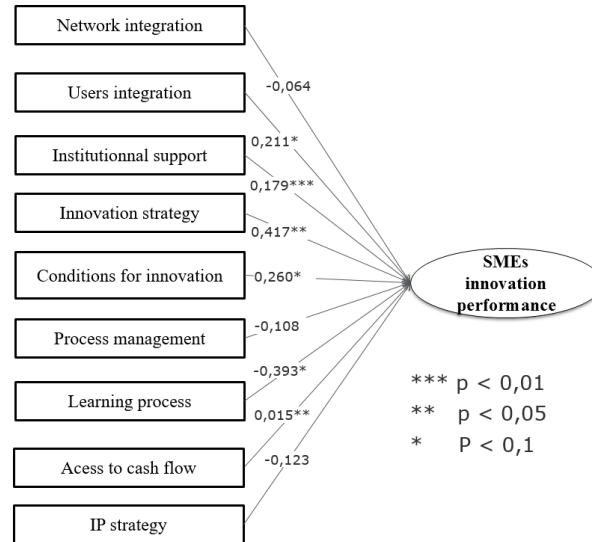 Network integration
-0,064
Users integration
0,211*
Institutionnal support
0,179***
Innovation strategy
0,417**
Conditions for innovation
0,260*
Process management
-0,108
Learning process
-0,393*
Acess to cash flow
0,015**
IP strategy
-0,123
SMEs
innovation
performance
*** p < 0,01
** p < 0,05
* P < 0,1